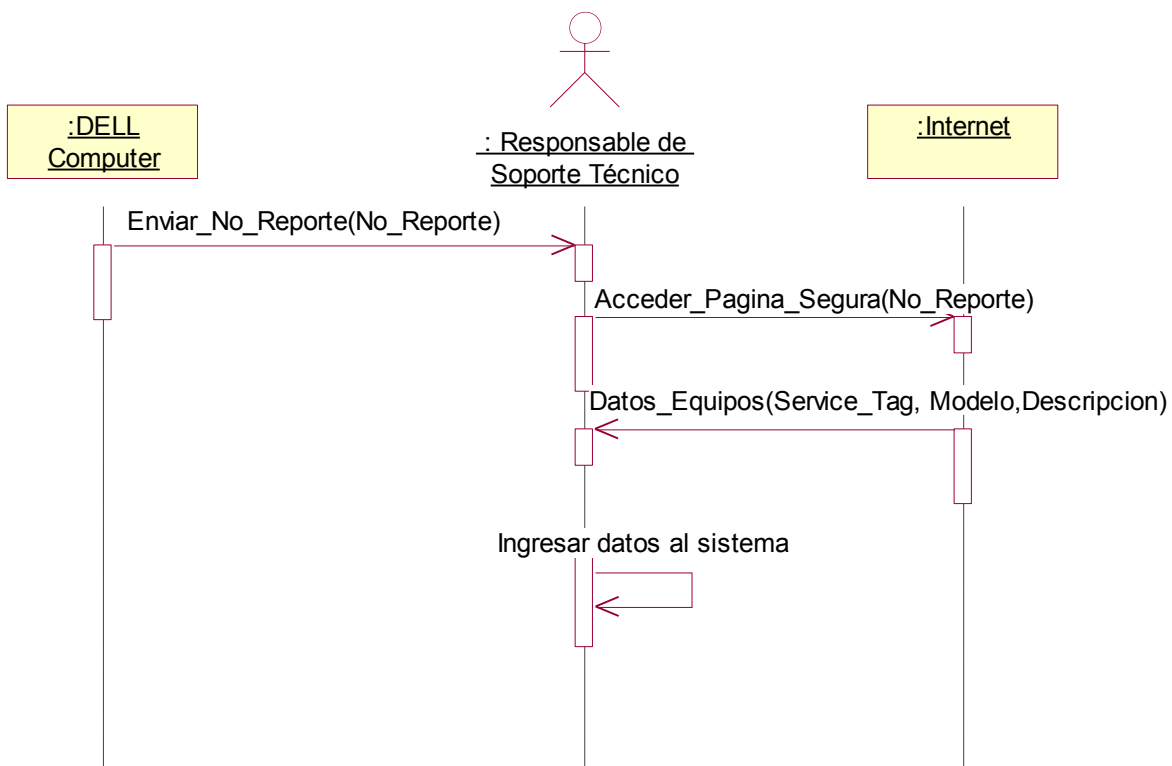 :DELL
Computer
: Responsable de
Soporte Técnico
:Internet
Enviar_No_Reporte(No_Reporte)
Acceder_Pagina_Segura(No_Reporte)
Datos_Equipos(Service_Tag, Modelo,Descripcion)
Ingresar datos al sistema